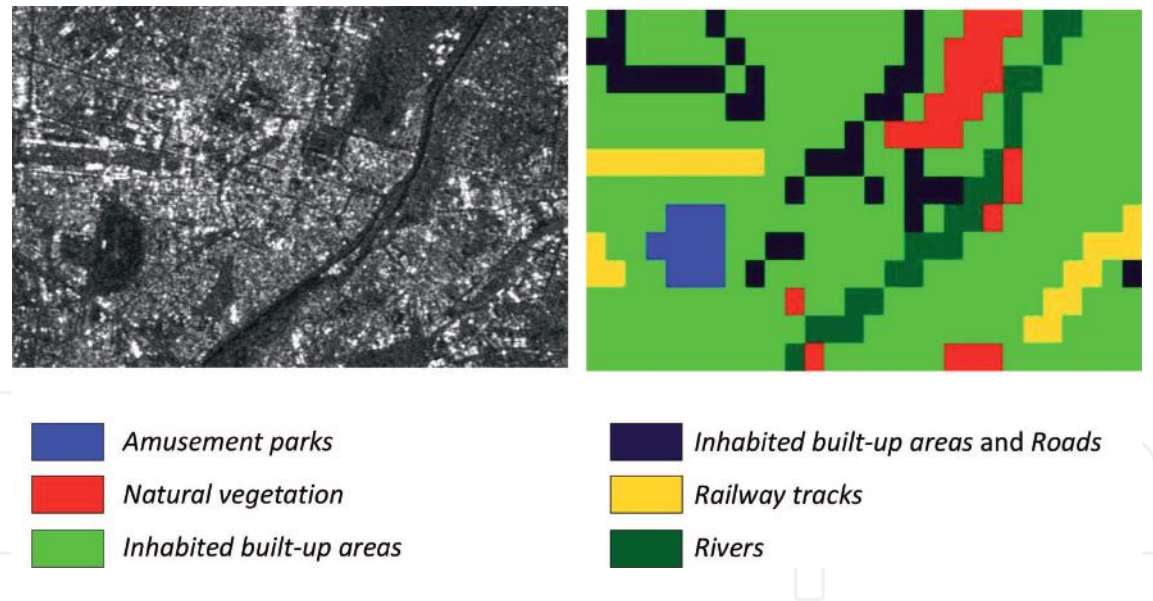 Amusement parks
Inhabited built-up areas and Roads
Natural vegetation
Railway tracks
Inhabited built-up areas
Rivers